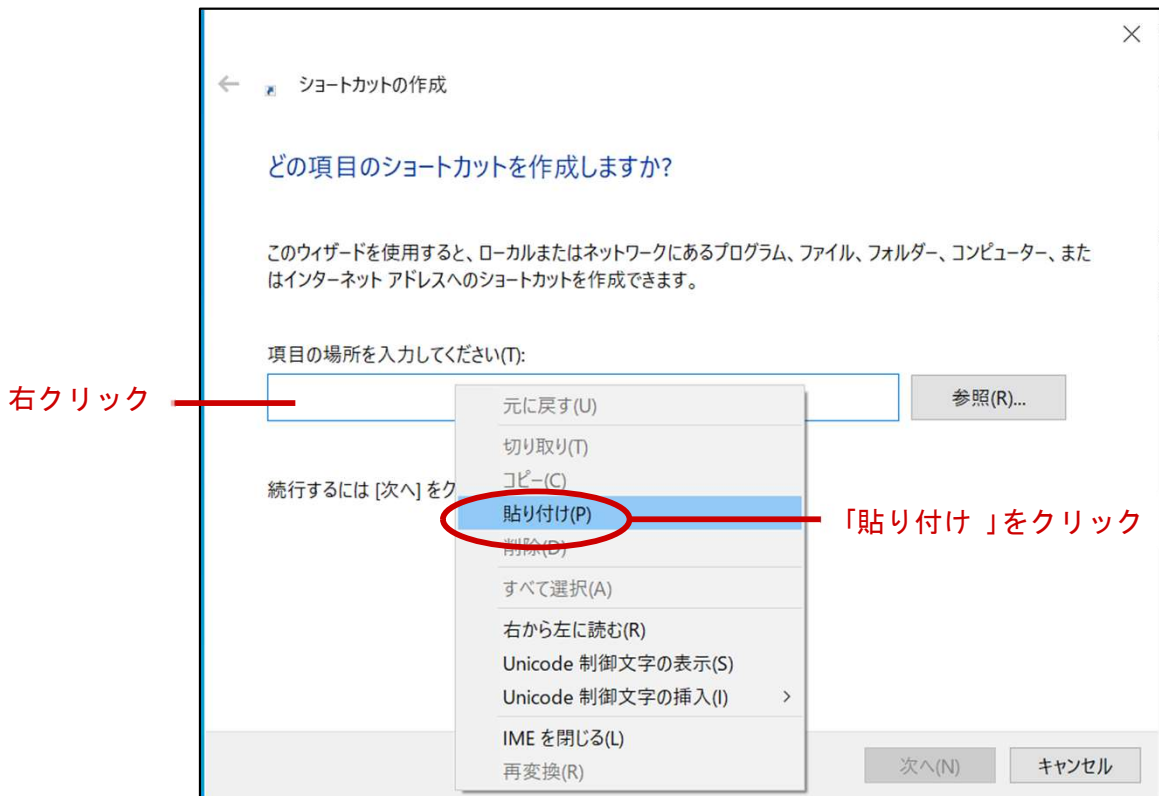 ショートカットの作成
どの項目のショートカットを作成しますか?
このウィザードを使用すると、ローカルまたはネットワークにあるプログラム、ファイル、フォルダー、コンピューター、また
はインターネット アドレスへのショートカットを作成できます。
項目の場所を入力してください(T):
右クリック
参照(R)...
元に戻す(U)
切り取り(T)
コピー(C)
続行するには [次へ] をク
貼り付け(P)
「貼り付け 」をクリック
削除(D)
すべて選択(A)
右から左に読む(R)
Unicode 制御文字の表示(S)
Unicode 制御文字の挿入(I)
IME を閉じる(L)
再変換(R)
次へ(N)
キャンセル